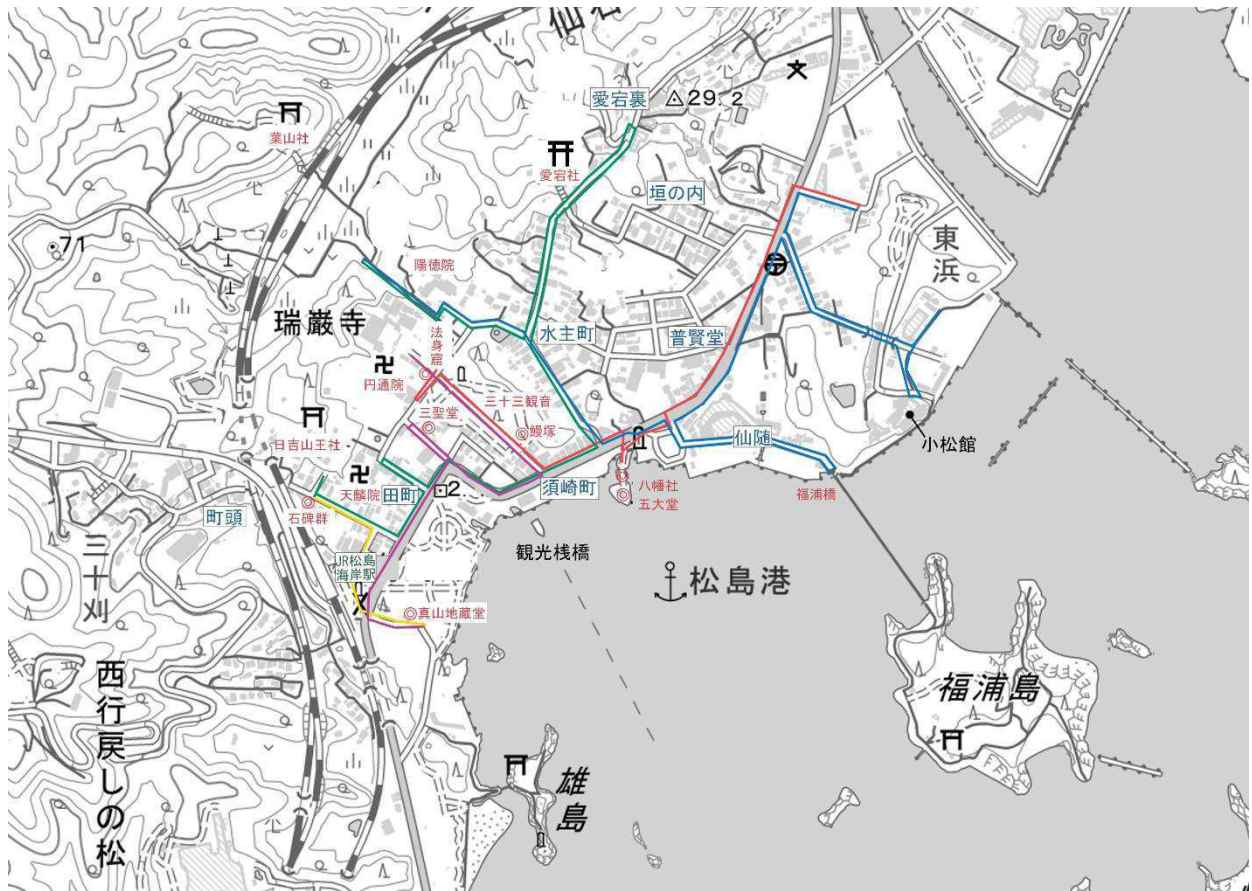 仙石
愛宕裏
29.2
文
葉山社
愛宕社
垣の内
71
陽徳院
東浜
瑞巌寺
法身窟
水主町
普賢堂
円通院
三十三観音
三聖堂
鰻塚
小松館
日吉山王社
仙随
天麟院
田町
2
須崎町
八幡社
五大堂
福浦橋
石碑群
町頭
三十刈
JR松島
海岸駅
観光桟橋
松島港
真山地蔵堂
西行戻しの松
福浦島
雄島